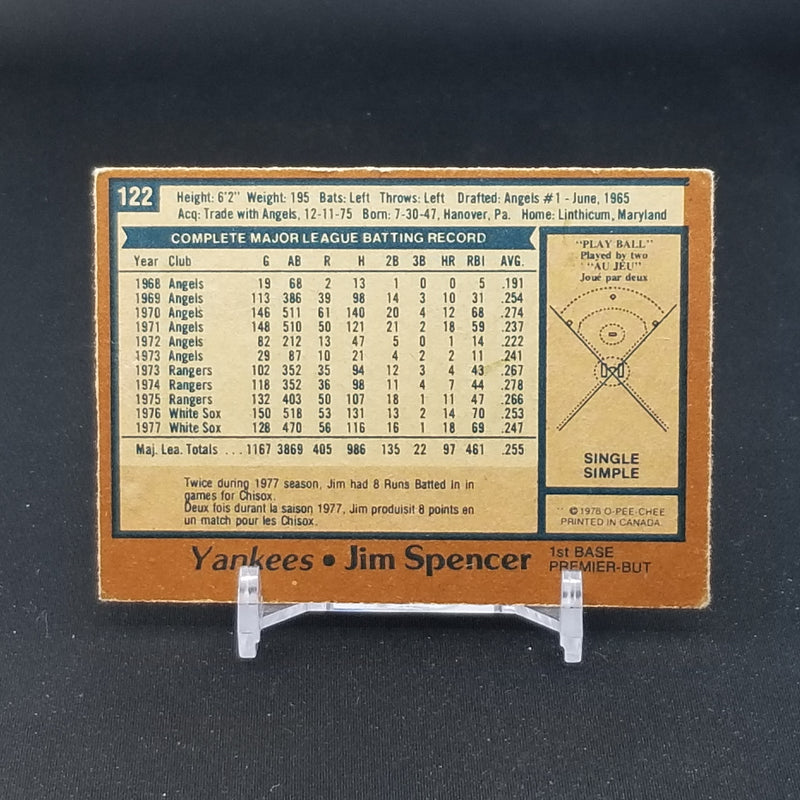 122
Height: 6'2" Weight: 195 Bats: Left Throws: Left Drafted: Angels #1 - June, 1965
Acq: Trade with Angels, 12-11-75 Born: 7-30-47, Hanover, Pa. Home: Linthicum, Maryland
COMPLETE MAJOR LEAGUE BATTING RECORD
Year Club G AB R H 2B 3B HR RBI AVG.
1968 Angels 19 68 2 13 1 0 0 5 .191
1969 Angels 113 386 39 98 14 3 10 31 .254
1970 Angels 146 511 61 140 20 4 12 68 .274
1971 Angels 148 510 50 121 21 2 18 59 .237
1972 Angels 82 212 13 47 5 0 1 14 .222
1973 Angels 29 87 10 21 4 2 2 11 .241
1973 Rangers 102 352 35 94 12 3 4 43 .267
1974 Rangers 118 352 36 98 11 4 7 44 .278
1975 Rangers 132 403 50 107 18 1 11 47 .266
1976 White Sox 150 518 53 131 13 2 14 70 .253
1977 White Sox 128 470 56 116 16 1 18 69 .247
Maj. Lea. Totals ... 1167 3869 405 986 135 22 97 461 .255
Twice during 1977 season, Jim had 8 Runs Batted In in
games for Chisox.
Deux fois durant la saison 1977, Jim produisit 8 points en
un match pour les Chisox.
"PLAY BALL"
Played by two
"AU JEU"
Joué par deux
SINGLE
SIMPLE
©1978 O-PEE-CHEE
PRINTED IN CANADA.
Yankees • Jim Spencer
1st BASE
PREMIER-BUT